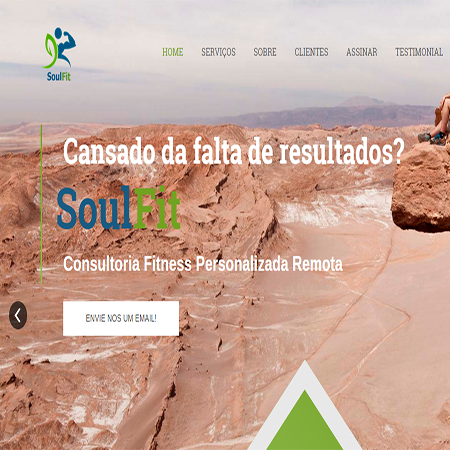 SoulFit
HOME SERVIÇOS SOBRE CLIENTES ASSINAR TESTIMONIAL
Cansado da falta de resultados?
SoulFit
Consultoria Fitness Personalizada Remota
ENVIE NOS UM EMAIL!